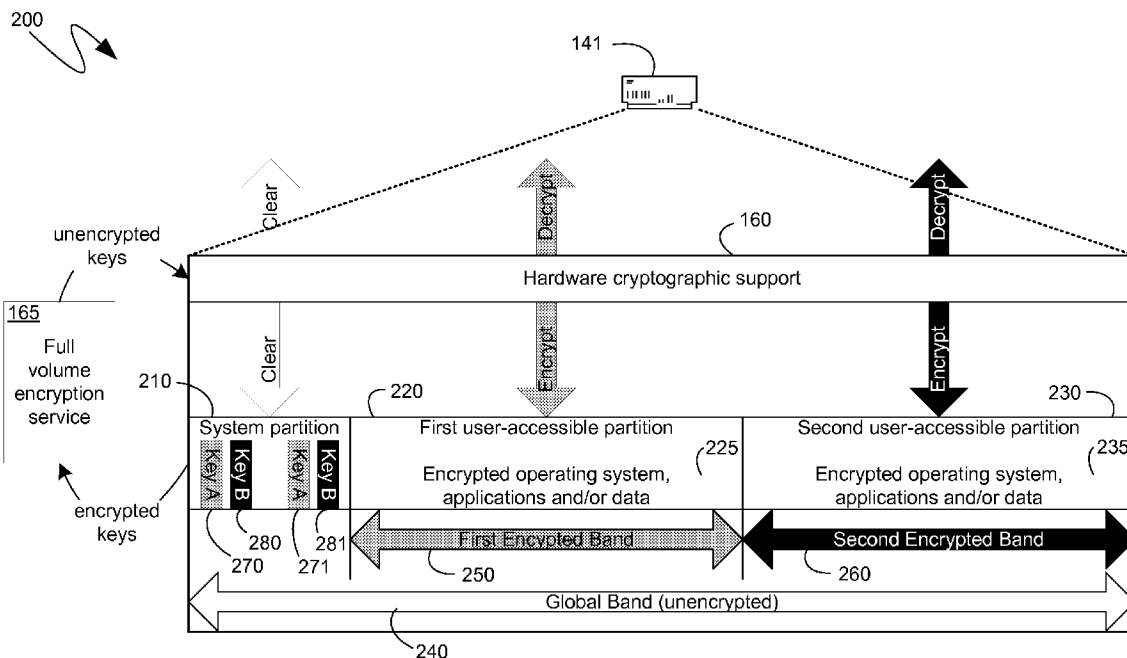 200
141
Clear
Decrypt
Decrypt
unencrypted
keys
160
Hardware cryptographic support
165
Full
volume
encryption
service
Clear
Encrypt
Encrypt
210
220
230
System partition
First user-accessible partition
Second user-accessible partition
225
235
Key A
Key B
Key A
Key B
Encrypted operating system,
applications and/or data
Encrypted operating system,
applications and/or data
encrypted
keys
270
280
271
281
First Encypted Band
Second Encrypted Band
250
260
Global Band (unencrypted)
240